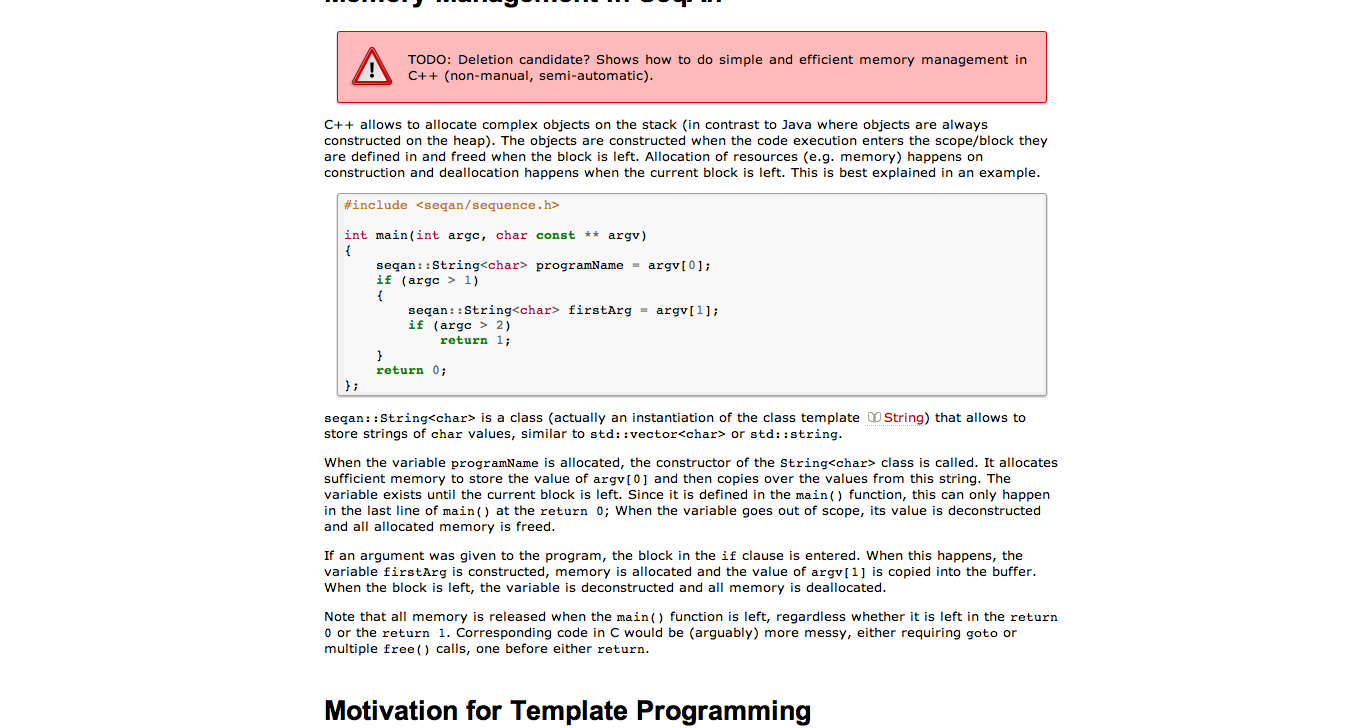 Memory Management in SeqAn
TODO: Deletion candidate? Shows how to do simple and efficient memory management in
C++ (non-manual, semi-automatic).
C++ allows to allocate complex objects on the stack (in contrast to Java where objects are always
constructed on the heap). The objects are constructed when the code execution enters the scope/block they
are defined in and freed when the block is left. Allocation of resources (e.g. memory) happens on
construction and deallocation happens when the current block is left. This is best explained in an example.
#include <seqan/sequence.h>
int main(int argc, char const ** argv)
{
    seqan::String<char> programName = argv[0];
    if (argc > 1)
    {
        seqan::String<char> firstArg = argv[1];
        if (argc > 2)
            return 1;
    }
    return 0;
};
seqan::String<char> is a class (actually an instantiation of the class template String) that allows to
store strings of char values, similar to std::vector<char> or std::string.
When the variable programName is allocated, the constructor of the String<char> class is called. It allocates
sufficient memory to store the value of argv[0] and then copies over the values from this string. The
variable exists until the current block is left. Since it is defined in the main() function, this can only happen
in the last line of main() at the return 0; When the variable goes out of scope, its value is deconstructed
and all allocated memory is freed.
If an argument was given to the program, the block in the if clause is entered. When this happens, the
variable firstArg is constructed, memory is allocated and the value of argv[1] is copied into the buffer.
When the block is left, the variable is deconstructed and all memory is deallocated.
Note that all memory is released when the main() function is left, regardless whether it is left in the return
0 or the return 1. Corresponding code in C would be (arguably) more messy, either requiring goto or
multiple free() calls, one before either return.
Motivation for Template Programming